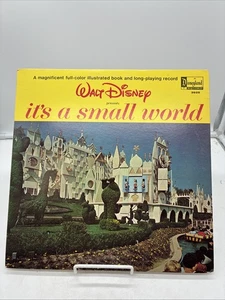 A magnificent full-color illustrated book and long-playing record
Disneyland
WALT DISNEY
presents
it's a small world